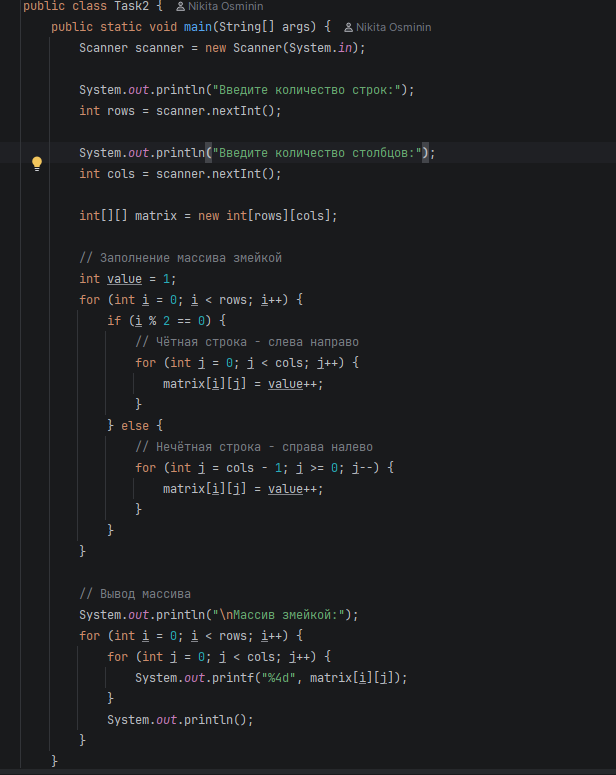 public class Task2 { Nikita Osminin
public static void main(String[] args) { Nikita Osminin
Scanner scanner = new Scanner(System.in);
System.out.println("Введите количество строк:");
int rows = scanner.nextInt();
System.out.println("Введите количество столбцов:");
int cols = scanner.nextInt();
int[][] matrix = new int[rows][cols];
// Заполнение массива змейкой
int value = 1;
for (int i = 0; i < rows; i++) {
if (i % 2 == 0) {
// Чётная строка - слева направо
for (int j = 0; j < cols; j++) {
matrix[i][j] = value++;
}
} else {
// Нечётная строка - справа налево
for (int j = cols - 1; j >= 0; j--) {
matrix[i][j] = value++;
}
}
}
// Вывод массива
System.out.println("\nМассив змейкой:");
for (int i = 0; i < rows; i++) {
for (int j = 0; j < cols; j++) {
System.out.printf("%4d", matrix[i][j]);
}
System.out.println();
}
}